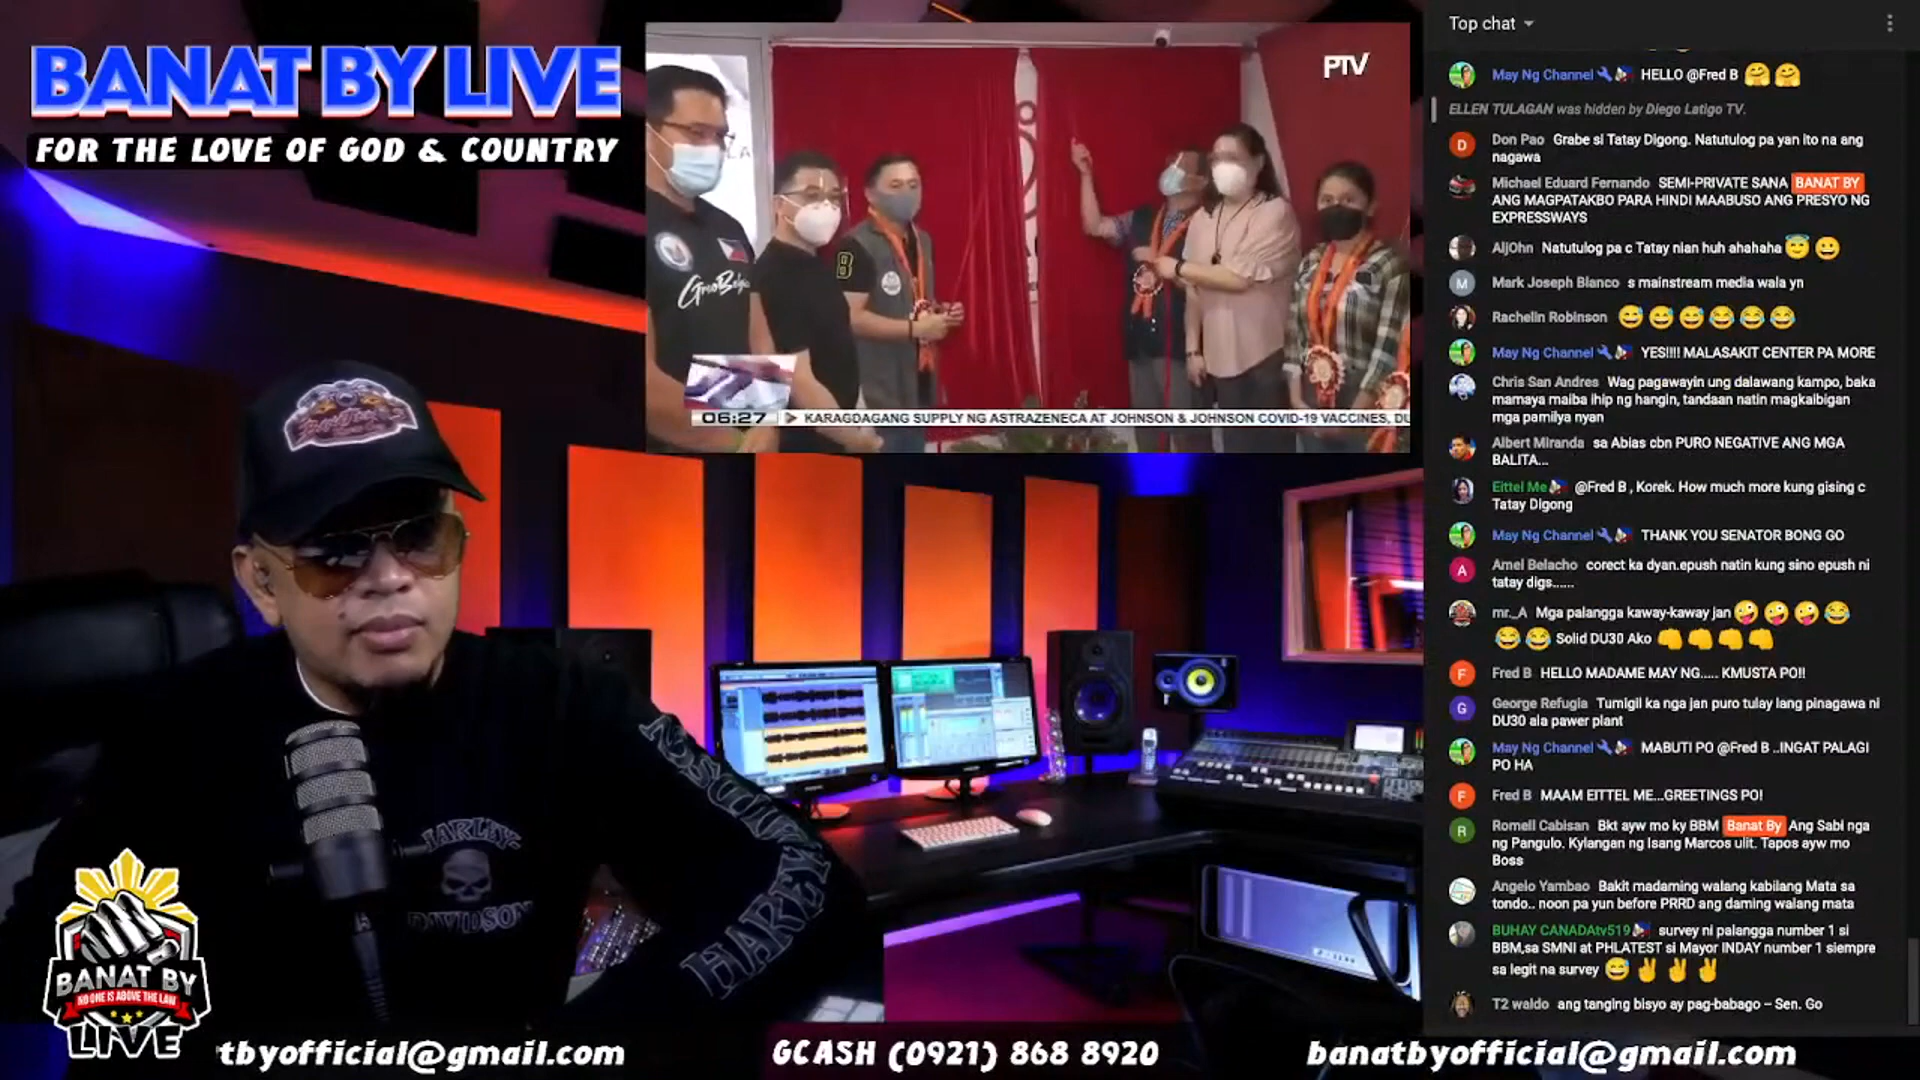 BANAT BY LIVE
FOR THE LOVE OF GOD & COUNTRY
PTV
06:27
KARAGDAGANG SUPPLY NG ASTRAZENECA AT JOHNSON & JOHNSON COVID-19 VACCINES, DU
HARLEY-
DAVIDSON
BANAT BY
NO ONE IS ABOVE THE LAW
LIVE
tbyofficial@gmail.com
GCASH (0921) 868 8920
banatbyofficial@gmail.com
Top chat
May Ng Channel HELLO @Fred B 🤗 🤗
ELLEN TULAGAN was hidden by Diego Latigo TV.
Don Pao Grabe si Tatay Digong. Natutulog pa yan ito na ang
nagawa
Michael Eduard Fernando SEMI-PRIVATE SANA BANAT BY
ANG MAGPATAKBO PARA HINDI MAABUSO ANG PRESYO NG
EXPRESSWAYS
AljOhn Natutulog pa c Tatay nian huh ahahaha 😇 😀
Mark Joseph Blanco s mainstream media wala yn
Rachelin Robinson 😅 😅 😅 😂 😂 😂
May Ng Channel YES!!!! MALASAKIT CENTER PA MORE
Chris San Andres Wag pagawayin ung dalawang kampo, baka
mamaya maiba ihip ng hangin, tandaan natin magkaibigan
mga pamilya nyan
Albert Miranda sa Abias cbn PURO NEGATIVE ANG MGA
BALITA...
Eittel Me @Fred B , Korek. How much more kung gising c
Tatay Digong
May Ng Channel THANK YOU SENATOR BONG GO
Amel Belacho corect ka dyan.epush natin kung sino epush ni
tatay digs......
mr._A Mga palangga kaway-kaway jan 🤪 🤪 🤪 😂
😂 😂 Solid DU30 Ako 👊 👊 👊 👊
Fred B HELLO MADAME MAY NG..... KMUSTA PO!!
George Refugia Tumigil ka nga jan puro tulay lang pinagawa ni
DU30 ala pawer plant
May Ng Channel MABUTI PO @Fred B ..INGAT PALAGI
PO HA
Fred B MAAM EITTEL ME...GREETINGS PO!
Romell Cabisan Bkt ayw mo ky BBM Banat By Ang Sabi nga
ng Pangulo. Kylangan ng Isang Marcos ulit. Tapos ayw mo
Boss
Angelo Yambao Bakit madaming walang kabilang Mata sa
tondo.. noon pa yun before PRRD ang daming walang mata
BUHAY CANADAtv519 survey ni palangga number 1 si
BBM,sa SMNI at PHLATEST si Mayor INDAY number 1 siempre
sa legit na survey 😅 ✌ ✌ ✌
T2 waldo ang tanging bisyo ay pag-babago – Sen. Go